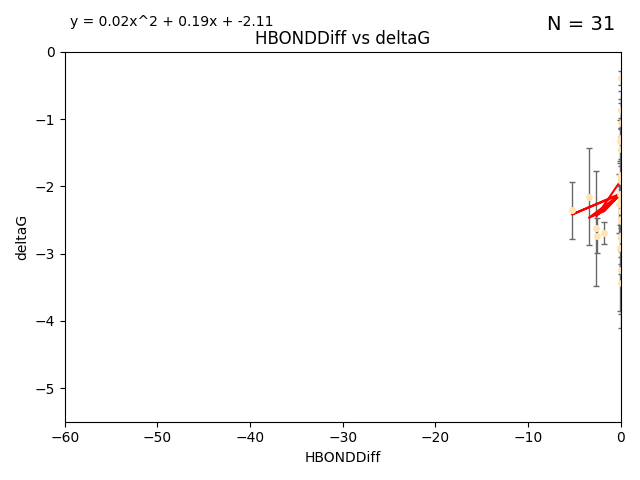 y = 0.02x^2 + 0.19x + -2.11
N = 31
HBONDDiff vs deltaG
0
−1
−2
−3
−4
−5
deltaG
−60
−50
−40
−30
−20
−10
0
HBONDDiff